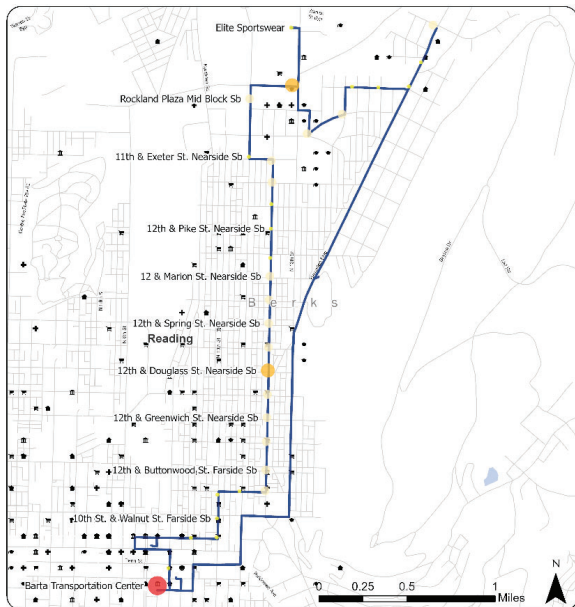 Elite Sportswear
Rockland Plaza Mid Block Sb
11th & Exeter St. Nearside Sb
12th & Pike St. Nearside Sb
12 & Marion St. Nearside Sb
Berks
12th & Spring St. Nearside Sb
Reading
12th & Douglass St. Nearside Sb
12th & Greenwich St. Nearside Sb
12th & Buttonwood St. Farside Sb
10th St. & Walnut St. Farside Sb
Barta Transportation Center
N
0 0.25 0.5 1
Miles